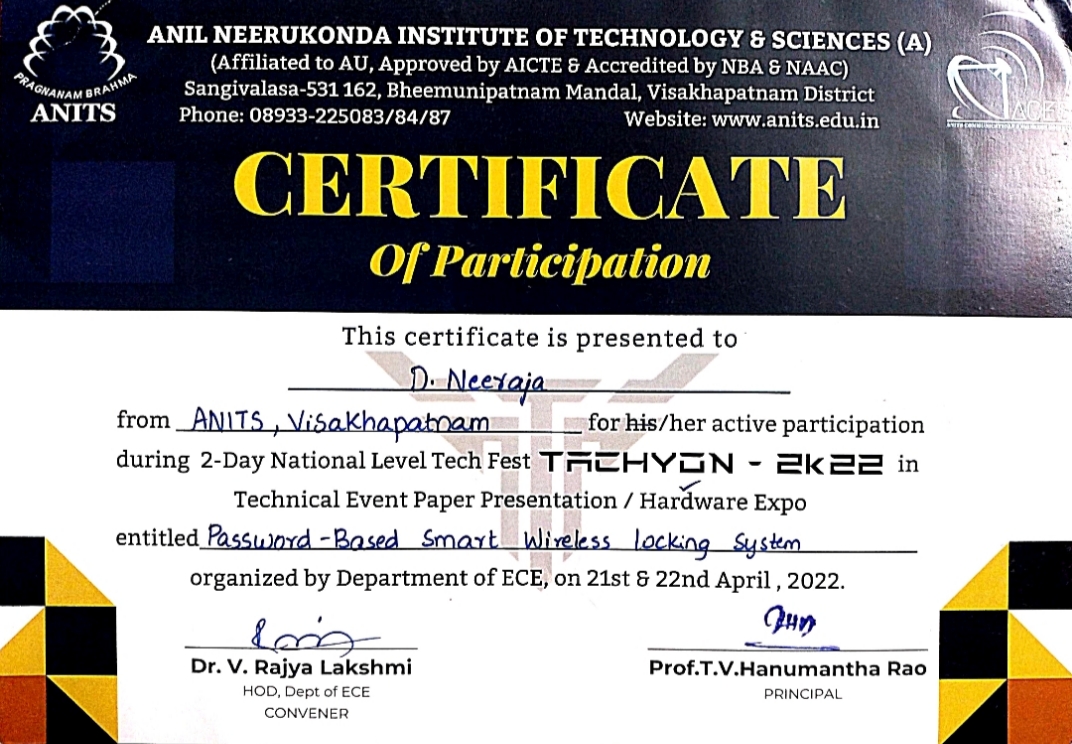 ANIL NEERUKONDA INSTITUTE OF TECHNOLOGY & SCIENCES (A)
(Affiliated to AU, Approved by AICTE & Accredited by NBA & NAAC)
Sangivalasa-531 162, Bheemunipatnam Mandal, Visakhapatnam District
Phone: 08933-225083/84/87 Website: www.anits.edu.in
PRAGNANAM BRAHMA
ANITS
CERTIFICATE
Of Participation
This certificate is presented to
D. Neeraja
from ANITS, Visakhapatnam for his/her active participation
during 2-Day National Level Tech Fest TACHYON - 2K22 in
Technical Event Paper Presentation / Hardware Expo
entitled Password-Based Smart Wireless locking System
organized by Department of ECE, on 21st & 22nd April , 2022.
Dr. V. Rajya Lakshmi
HOD, Dept of ECE
CONVENER
Prof.T.V.Hanumantha Rao
PRINCIPAL